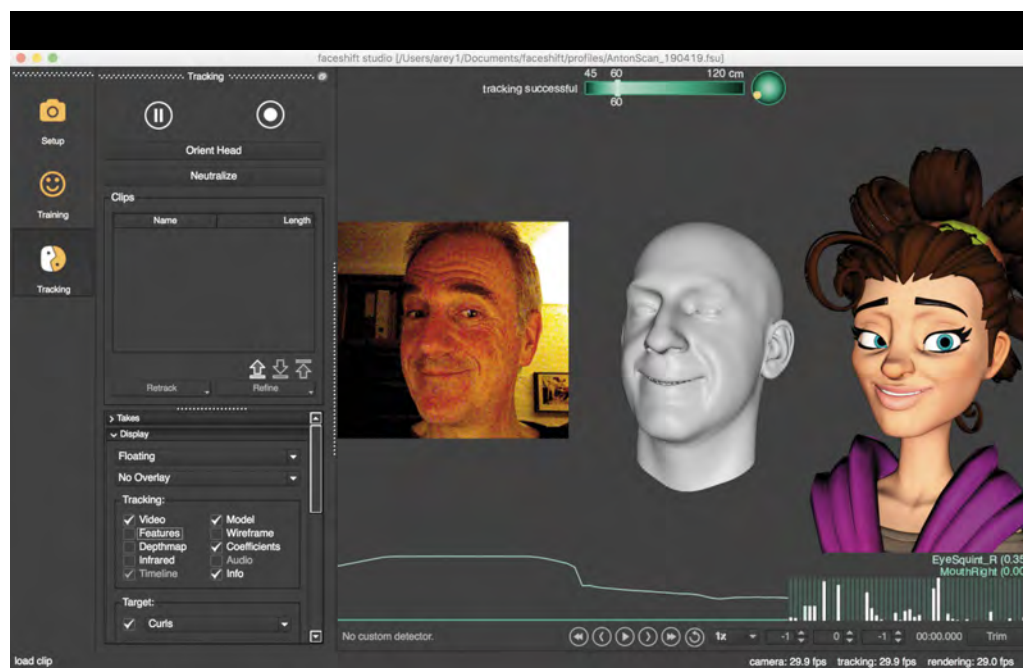 faceshift studio [/Users/arey1/Documents/faceshift/profiles/AntonScan_190419.fsu]
Tracking
Setup
Training
Tracking
Orient Head
Neutralize
Clips
Name Length
Retrack Refine
Takes
Display
Floating
No Overlay
Tracking:
Video Model
Features Wireframe
Depthmap Coefficients
Infrared Audio
Timeline Info
Target:
Curls
load clip
45 60 120 cm
tracking successful
60
EyeSquint_R (0.35
MouthRight (0.00
No custom detector.
1x -1 0 -1 00:00.000 Trim
camera: 29.9 fps tracking: 29.9 fps rendering: 29.0 fps